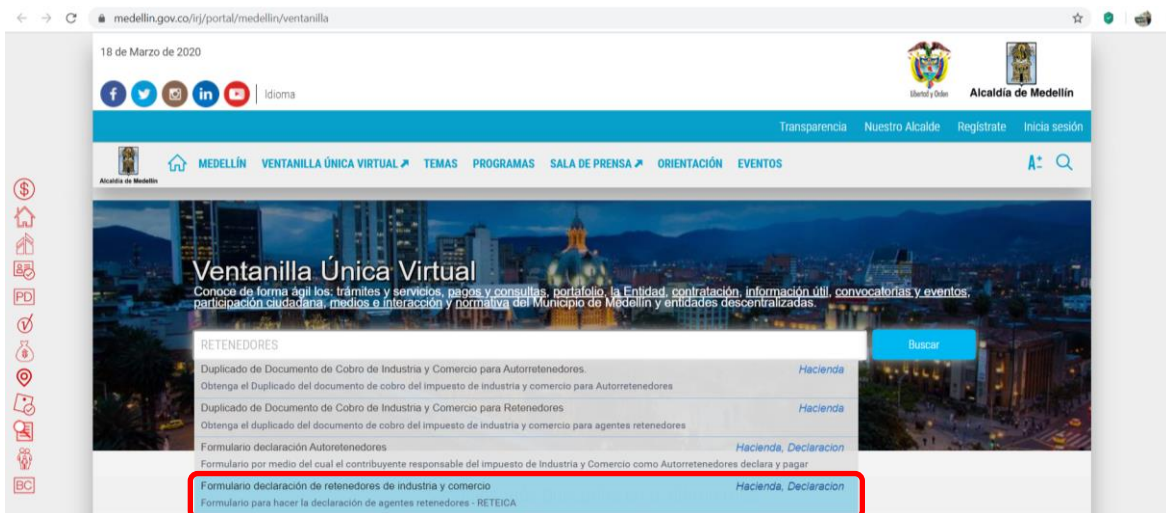 medellin.gov.co/irj/portal/medellin/ventanilla
18 de Marzo de 2020
Libertad y Orden
Alcaldía de Medellín
Idioma
Transparencia Nuestro Alcalde Regístrate Inicia sesión
Alcaldía de Medellín
MEDELLÍN VENTANILLA ÚNICA VIRTUAL TEMAS PROGRAMAS SALA DE PRENSA ORIENTACIÓN EVENTOS
A±
PD
BC
Ventanilla Única Virtual
Conoce de forma ágil los: trámites y servicios, pagos y consultas, portafolio, la Entidad, contratación, información útil, convocatorias y eventos,
participación ciudadana, medios e interacción y normativa del Municipio de Medellín y entidades descentralizadas.
RETENEDORES
Buscar
Duplicado de Documento de Cobro de Industria y Comercio para Autorretenedores. Hacienda
Obtenga el Duplicado del documento de cobro del impuesto de industria y comercio para Autorretenedores
Duplicado de Documento de Cobro de Industria y Comercio para Retenedores Hacienda
Obtenga el duplicado del documento de cobro del impuesto de industria y comercio para agentes retenedores
Formulario declaración Autoretenedores Hacienda, Declaracion
Formulario por medio del cual el contribuyente responsable del impuesto de Industria y Comercio como Autorretenedores declara y pagar
Formulario declaración de retenedores de industria y comercio Hacienda, Declaracion
Formulario para hacer la declaración de agentes retenedores - RETEICA